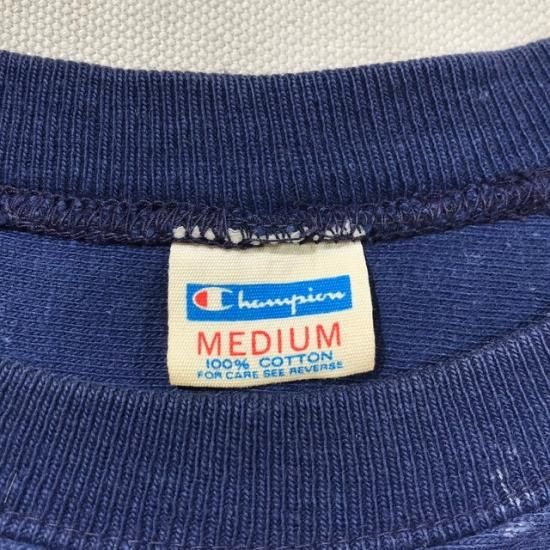 Champion
MEDIUM
100% COTTON
FOR CARE SEE REVERSE